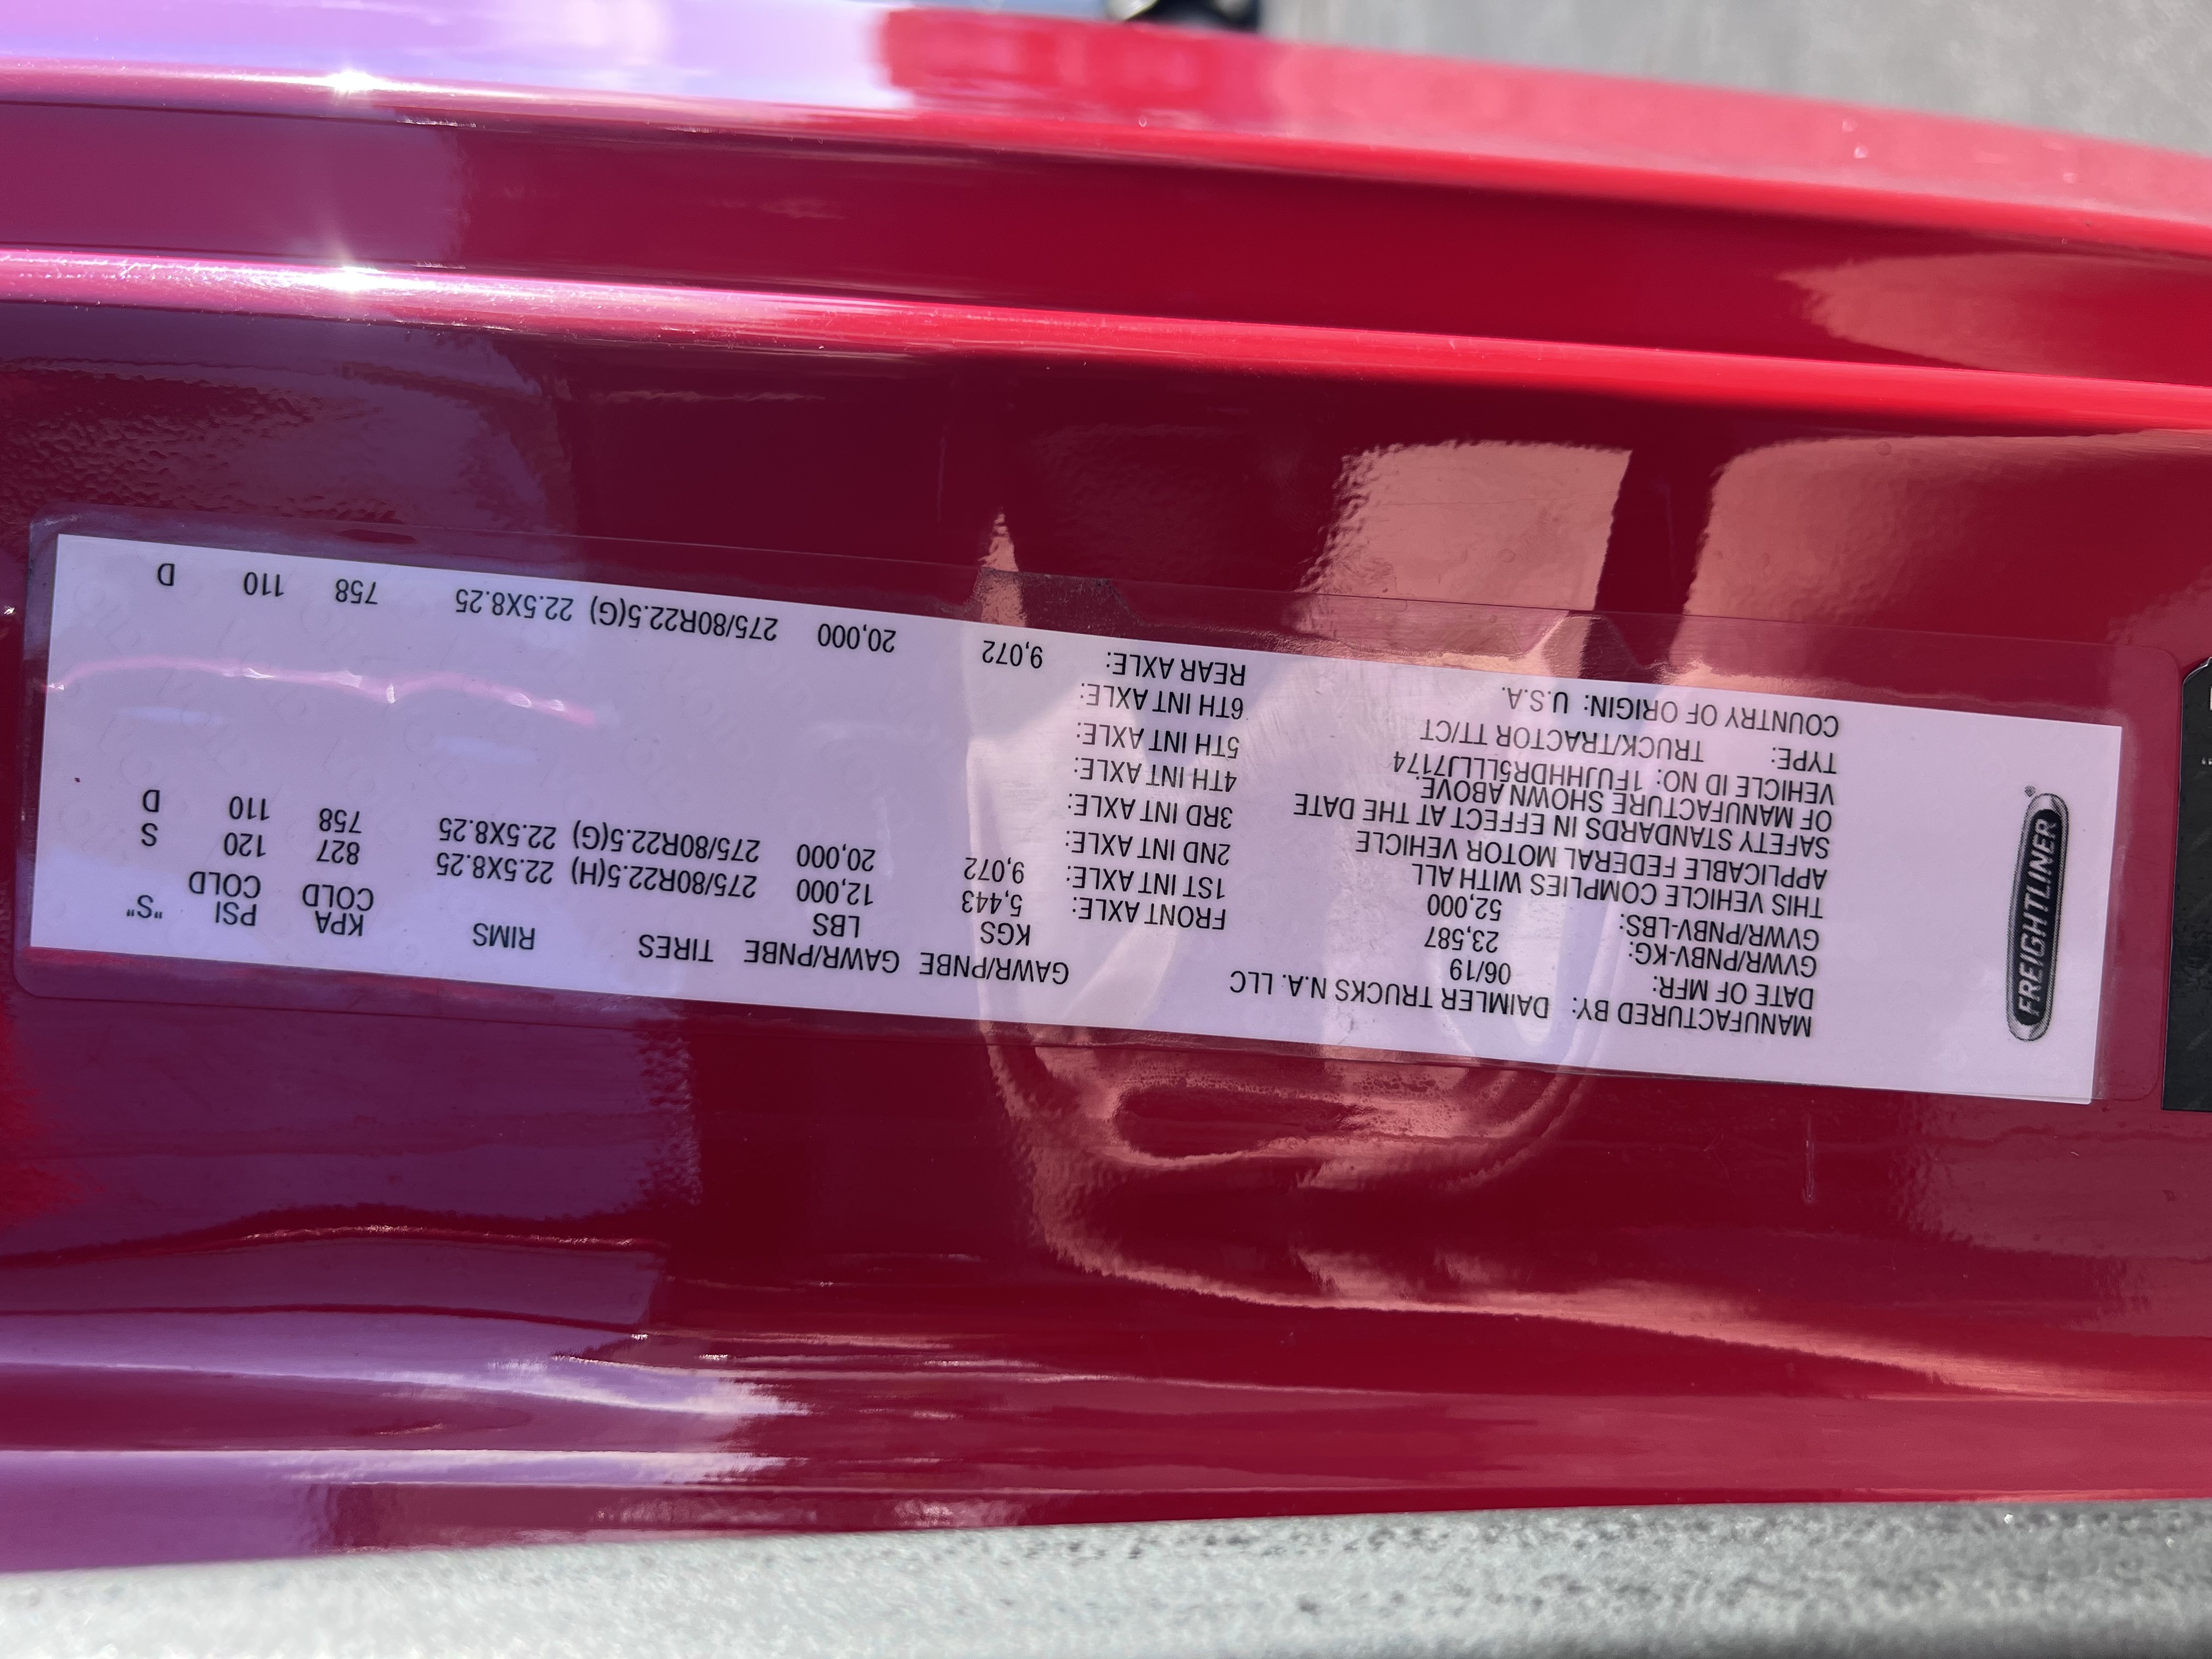 FREIGHTLINER
MANUFACTURED BY: DAIMLER TRUCKS N.A. LLC
DATE OF MFR: 06/19
GVWR/PNBV-KG: 23,587
GVWR/PNBV-LBS: 52,000
THIS VEHICLE COMPLIES WITH ALL
APPLICABLE FEDERAL MOTOR VEHICLE
SAFETY STANDARDS IN EFFECT AT THE DATE
OF MANUFACTURE SHOWN ABOVE.
VEHICLE ID NO: 1FUJHHDR5LLLJ7174
TYPE: TRUCK/TRACTOR TT/CT
COUNTRY OF ORIGIN: U.S.A.
GAWR/PNBE GAWR/PNBE TIRES RIMS KPA PSI "S"
KGS LBS COLD COLD
FRONT AXLE: 5,443 12,000 275/80R22.5(H) 22.5X8.25 827 120 S
1ST INT AXLE: 9,072 20,000 275/80R22.5(G) 22.5X8.25 758 110 D
2ND INT AXLE:
3RD INT AXLE:
4TH INT AXLE:
5TH INT AXLE:
6TH INT AXLE:
REAR AXLE: 9,072 20,000 275/80R22.5(G) 22.5X8.25 758 110 D